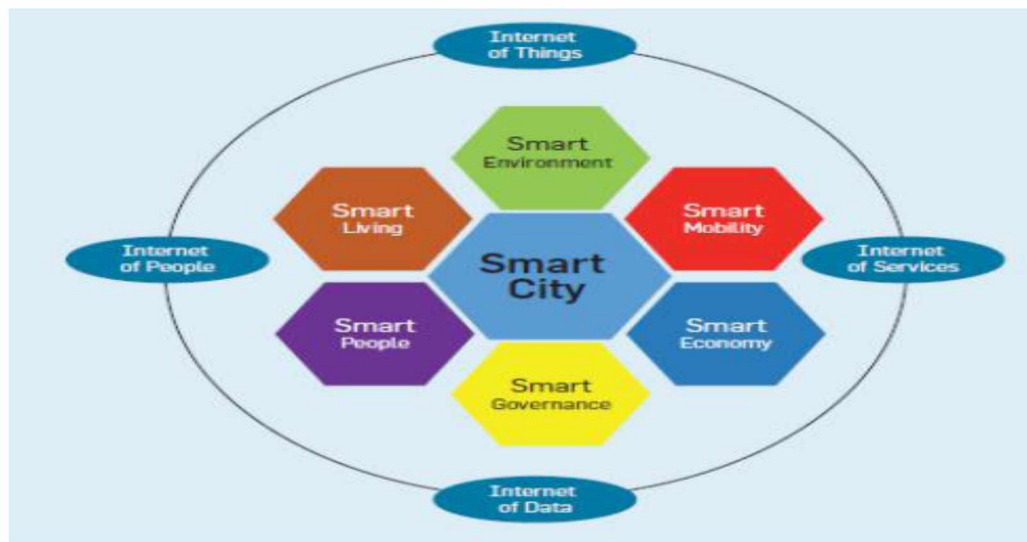 Internet
of Things
Smart
Environment
Smart
Living
Smart
Mobility
Internet
of People
Smart
City
Internet
of Services
Smart
People
Smart
Economy
Smart
Governance
Internet
of Data